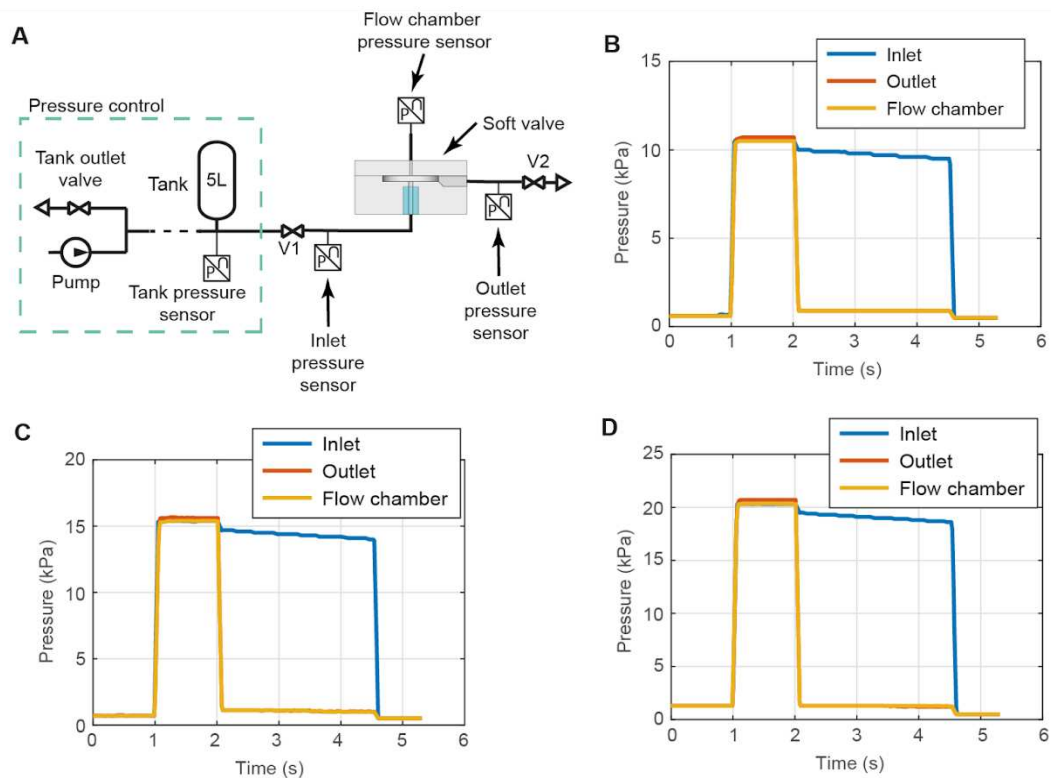 A
Flow chamber
pressure sensor
Pressure control
Soft valve
Tank outlet
valve
Tank
5L
P
V2
V1
P
P
P
Pump
Tank pressure
sensor
Inlet
pressure
sensor
Outlet
pressure
sensor
B
Inlet
Outlet
Flow chamber
Pressure (kPa)
15
10
5
0
0 1 2 3 4 5 6
Time (s)
C
Inlet
Outlet
Flow chamber
Pressure (kPa)
20
15
10
5
0
0 1 2 3 4 5 6
Time (s)
D
Inlet
Outlet
Flow chamber
Pressure (kPa)
25
20
15
10
5
0
0 1 2 3 4 5 6
Time (s)